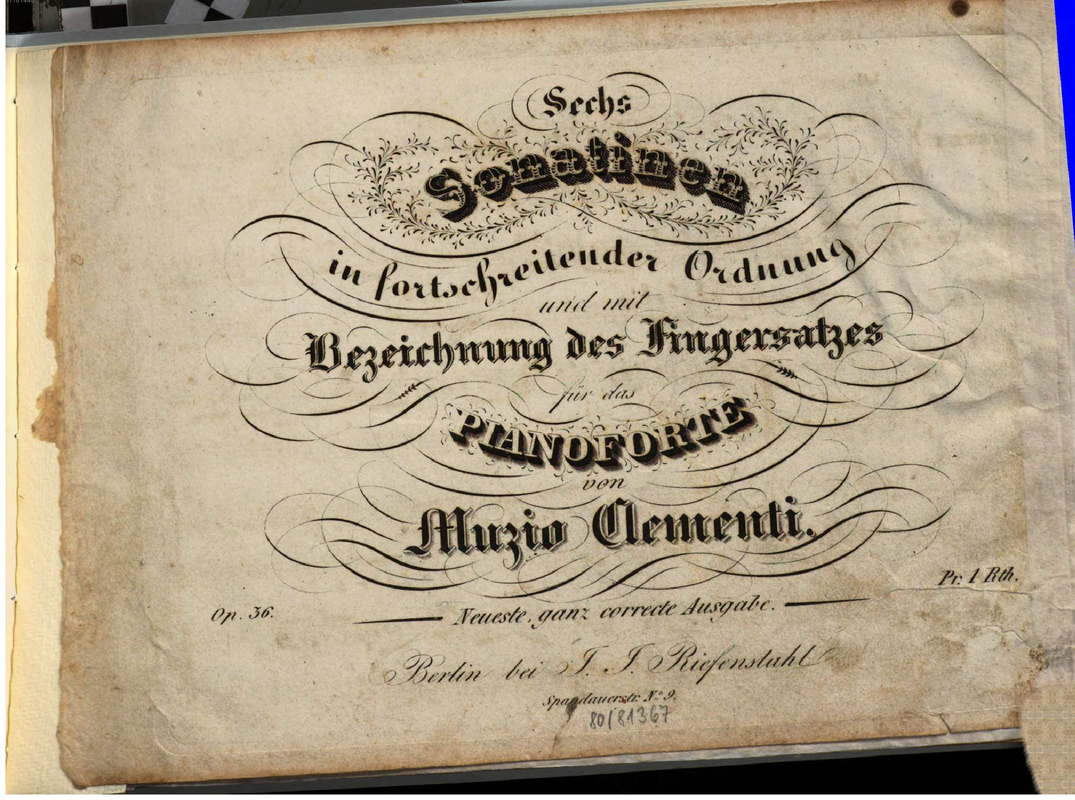 Sechs
Sonatinen
in fortschreitender Ordnung
und mit
Bezeichnung des Fingersatzes
für das
PIANOFORTE
von
Muzio Clementi.
Pr. 1 Rth.
Op. 36.
Neueste, ganz correcte Ausgabe.
Berlin bei J. J. Riefenstahl
Spandauerstr. No 9.
80/81367